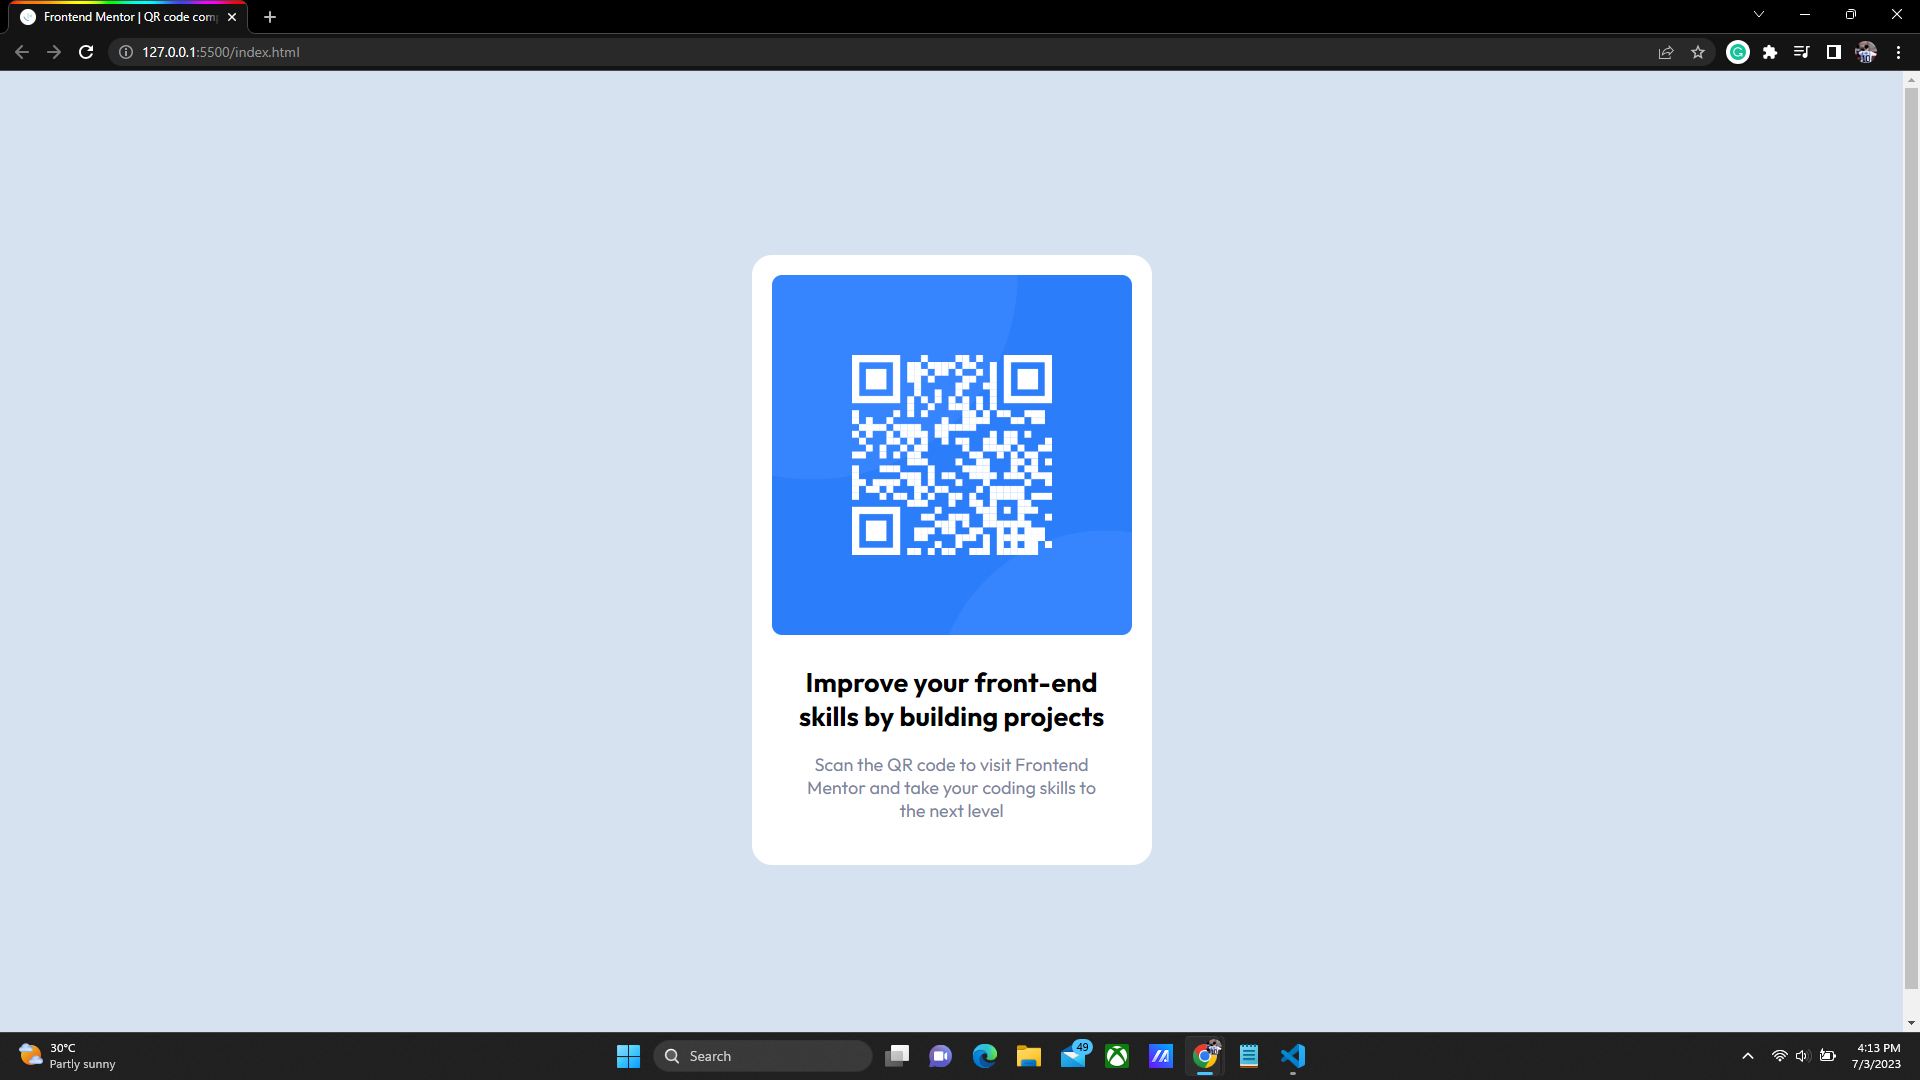 Frontend Mentor | QR code com
127.0.0.1:5500/index.html
Improve your front-end
skills by building projects
Scan the QR code to visit Frontend
Mentor and take your coding skills to
the next level
30°C
Partly sunny
Search
49
4:13 PM
7/3/2023